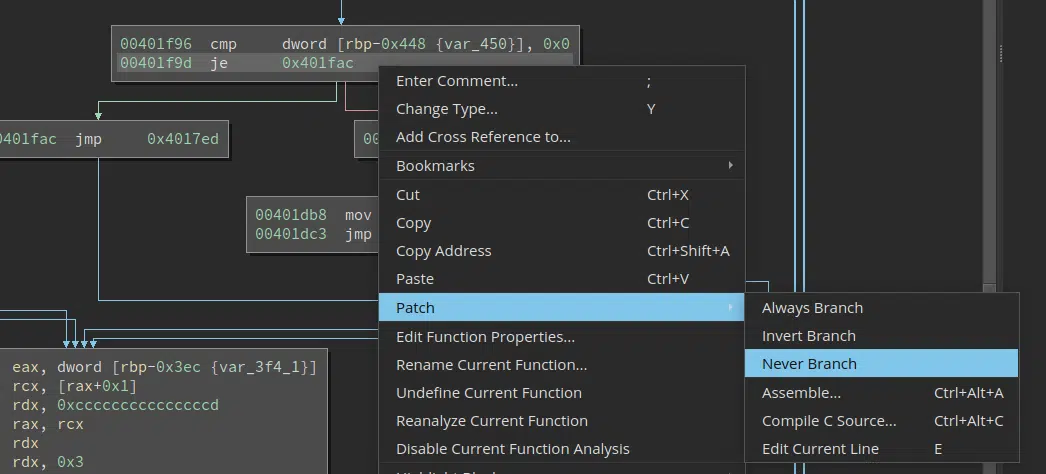 00401f96 cmp dword [rbp-0x448 {var_450}], 0x0
00401f9d je 0x401fac
0401fac jmp 0x4017ed
00
00401db8 mov
00401dc3 jmp
eax, dword [rbp-0x3ec {var_3f4_1}]
rcx, [rax+0x1]
rdx, 0xcccccccccccccccd
rax, rcx
rdx
rdx, 0x3
Enter Comment... ;
Change Type... Y
Add Cross Reference to...
Bookmarks
Cut Ctrl+X
Copy Ctrl+C
Copy Address Ctrl+Shift+A
Paste Ctrl+V
Patch
Edit Function Properties...
Rename Current Function...
Undefine Current Function
Reanalyze Current Function
Disable Current Function Analysis
Always Branch
Invert Branch
Never Branch
Assemble... Ctrl+Alt+A
Compile C Source... Ctrl+Alt+C
Edit Current Line E